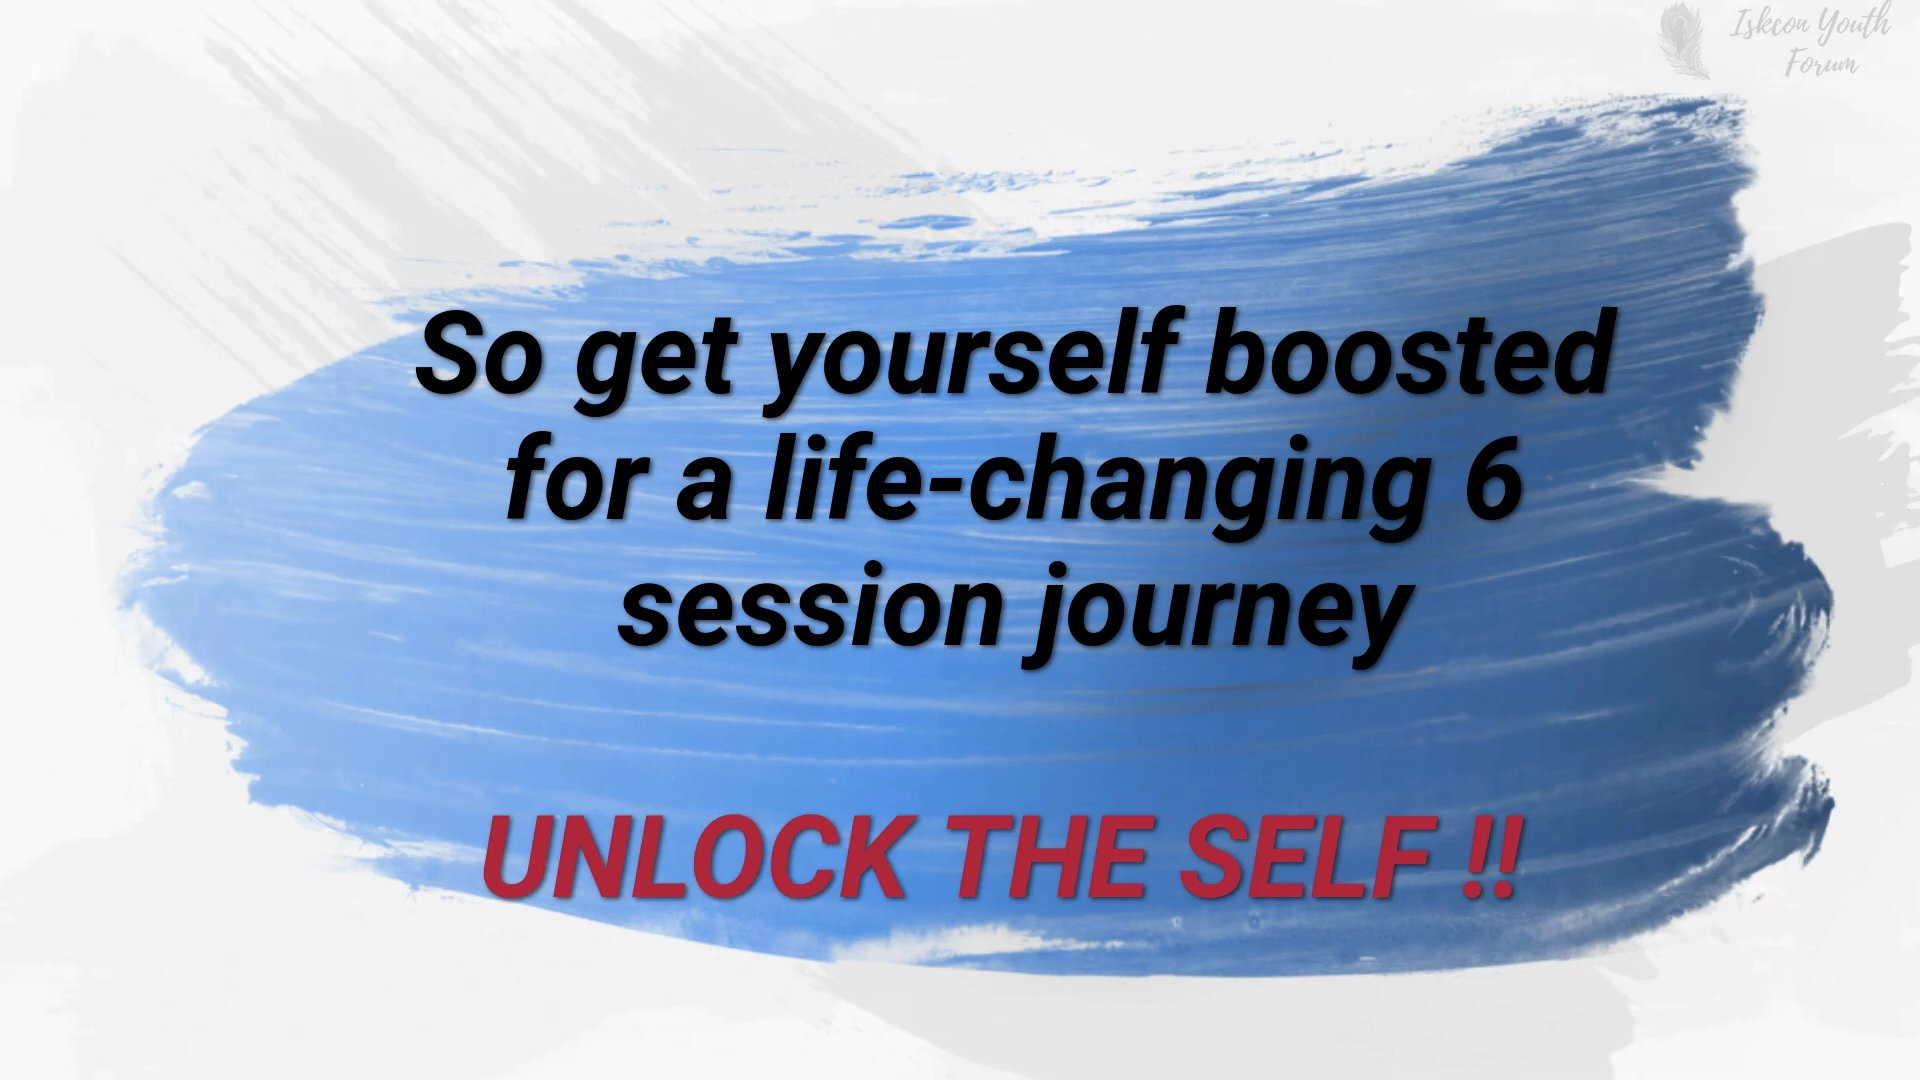 Iskcon Youth
Forum
So get yourself boosted
for a life-changing 6
session journey
UNLOCK THE SELF !!